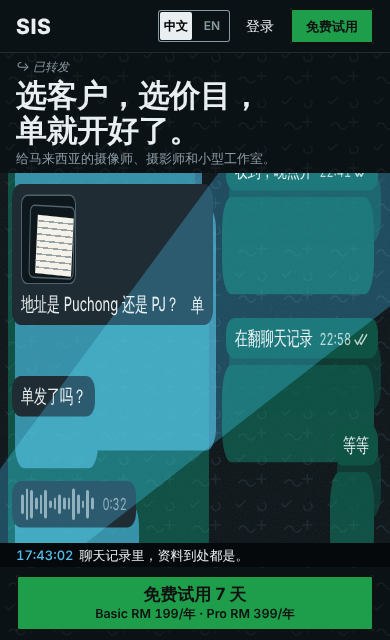 SIS
中文 EN 登录 免费试用
↪ 已转发
选客户，选价目，
单就开好了。
给马来西亚的摄像师、摄影师和小型工作室。
22:41
地址是 Puchong 还是 PJ？ 单
在翻聊天记录 22:58
单发了吗？
等等
0:32
17:43:02 聊天记录里，资料到处都是。
免费试用 7 天
Basic RM 199/年 · Pro RM 399/年